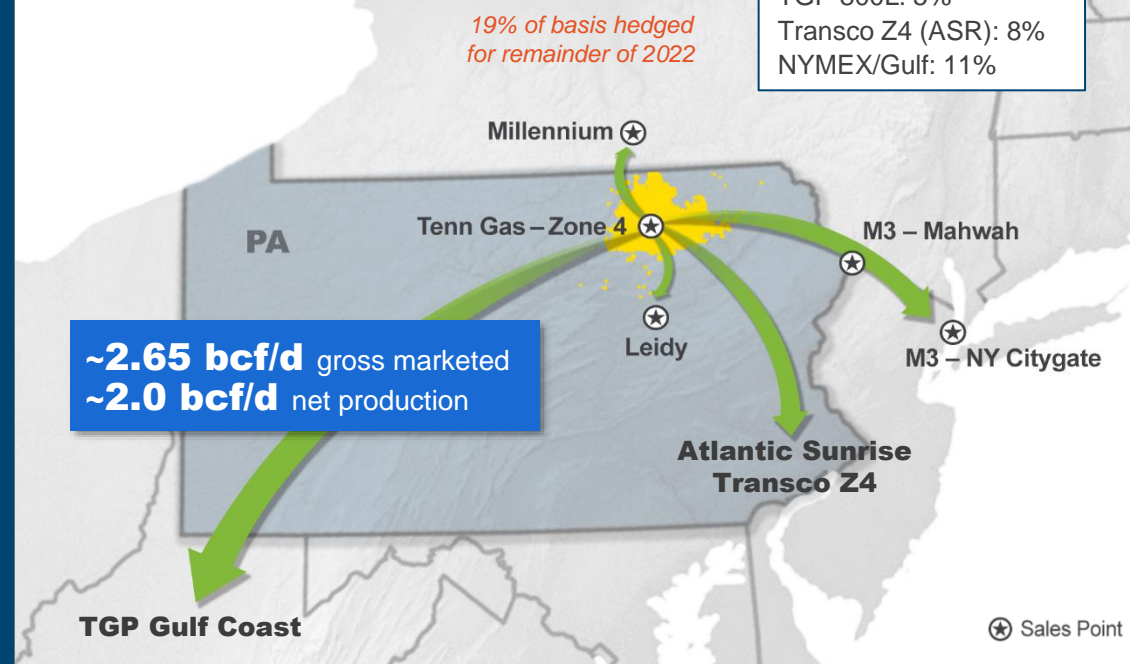 19% of basis hedged
for remainder of 2022
Transco Z4 (ASR): 8%
NYMEX/Gulf: 11%
Millennium
Tenn Gas – Zone 4
PA
M3 – Mahwah
Leidy
M3 – NY Citygate
~2.65 bcf/d gross marketed
~2.0 bcf/d net production
Atlantic Sunrise
Transco Z4
TGP Gulf Coast
Sales Point